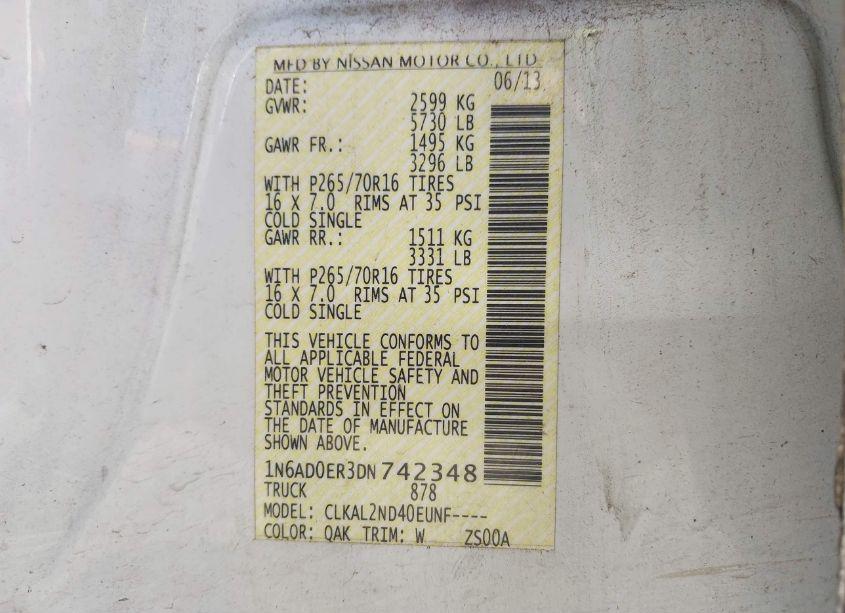 MFD BY NISSAN MOTOR CO., LTD
DATE: 06/13
GVWR: 2599 KG
5730 LB
GAWR FR.: 1495 KG
3296 LB
WITH P265/70R16 TIRES
16 X 7.0 RIMS AT 35 PSI
COLD SINGLE
GAWR RR.: 1511 KG
3331 LB
WITH P265/70R16 TIRES
16 X 7.0 RIMS AT 35 PSI
COLD SINGLE
THIS VEHICLE CONFORMS TO
ALL APPLICABLE FEDERAL
MOTOR VEHICLE SAFETY AND
THEFT PREVENTION
STANDARDS IN EFFECT ON
THE DATE OF MANUFACTURE
SHOWN ABOVE.
1N6AD0ER3DN742348
TRUCK 878
MODEL: CLKAL2ND40EUNF----
COLOR: QAK TRIM: W ZS00A